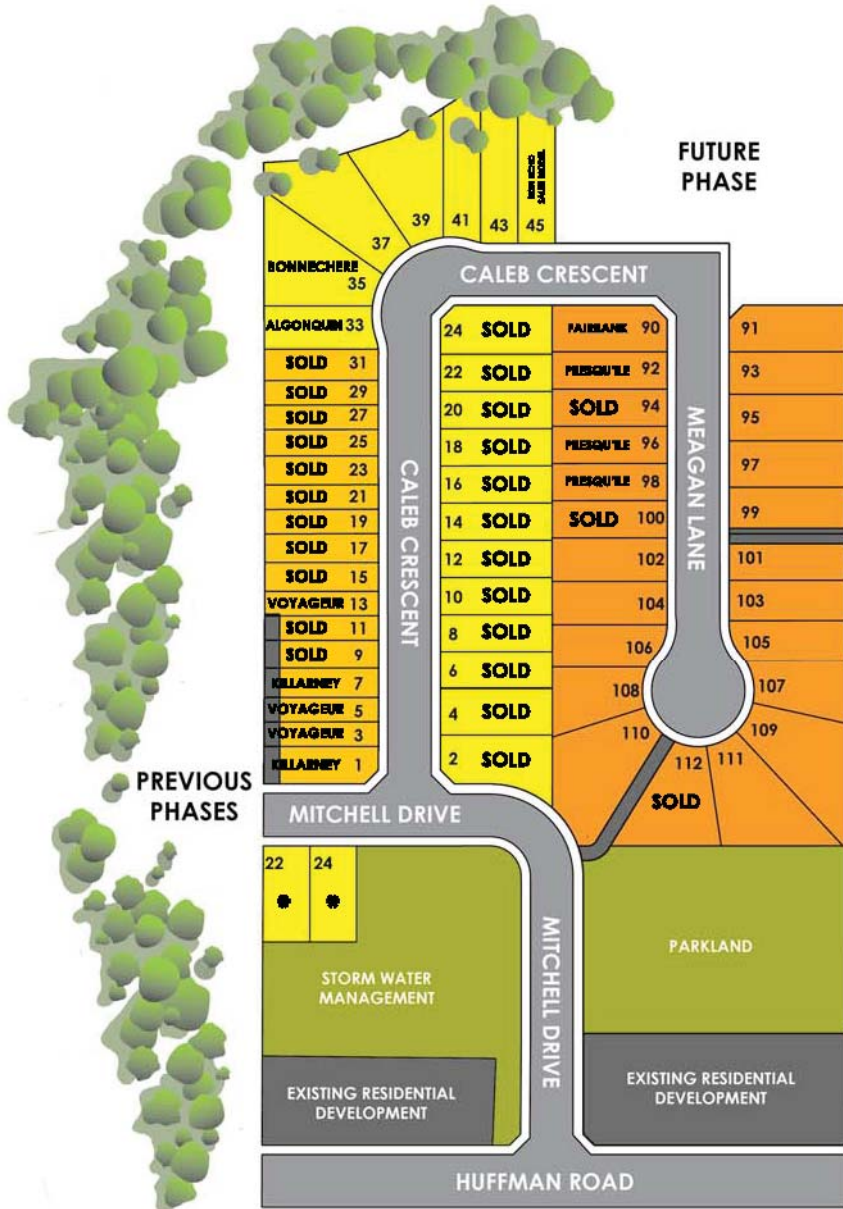 FUTURE
PHASE
BON ECHO
SALES MODEL
39
41
43
45
37
BONNECHERE
35
CALEB CRESCENT
ALGONQUIN 33
24 SOLD
FAIRBANK 90
91
SOLD 31
22 SOLD
PRESQU'ILE 92
93
SOLD 29
SOLD 27
20 SOLD
SOLD 94
95
SOLD 25
18 SOLD
PRESQU'ILE 96
97
SOLD 23
16 SOLD
PRESQU'ILE 98
SOLD 21
99
SOLD 19
14 SOLD
SOLD 100
SOLD 17
12 SOLD
102
101
SOLD 15
10 SOLD
104
103
VOYAGEUR 13
SOLD 11
8 SOLD
106
105
SOLD 9
KILLARNEY 7
6 SOLD
108
107
VOYAGEUR 5
4 SOLD
110
109
VOYAGEUR 3
KILLARNEY 1
2 SOLD
112
111
SOLD
CALEB CRESCENT
MEAGAN LANE
PREVIOUS
PHASES
MITCHELL DRIVE
22
24
MITCHELL DRIVE
PARKLAND
STORM WATER
MANAGEMENT
EXISTING RESIDENTIAL
DEVELOPMENT
EXISTING RESIDENTIAL
DEVELOPMENT
HUFFMAN ROAD